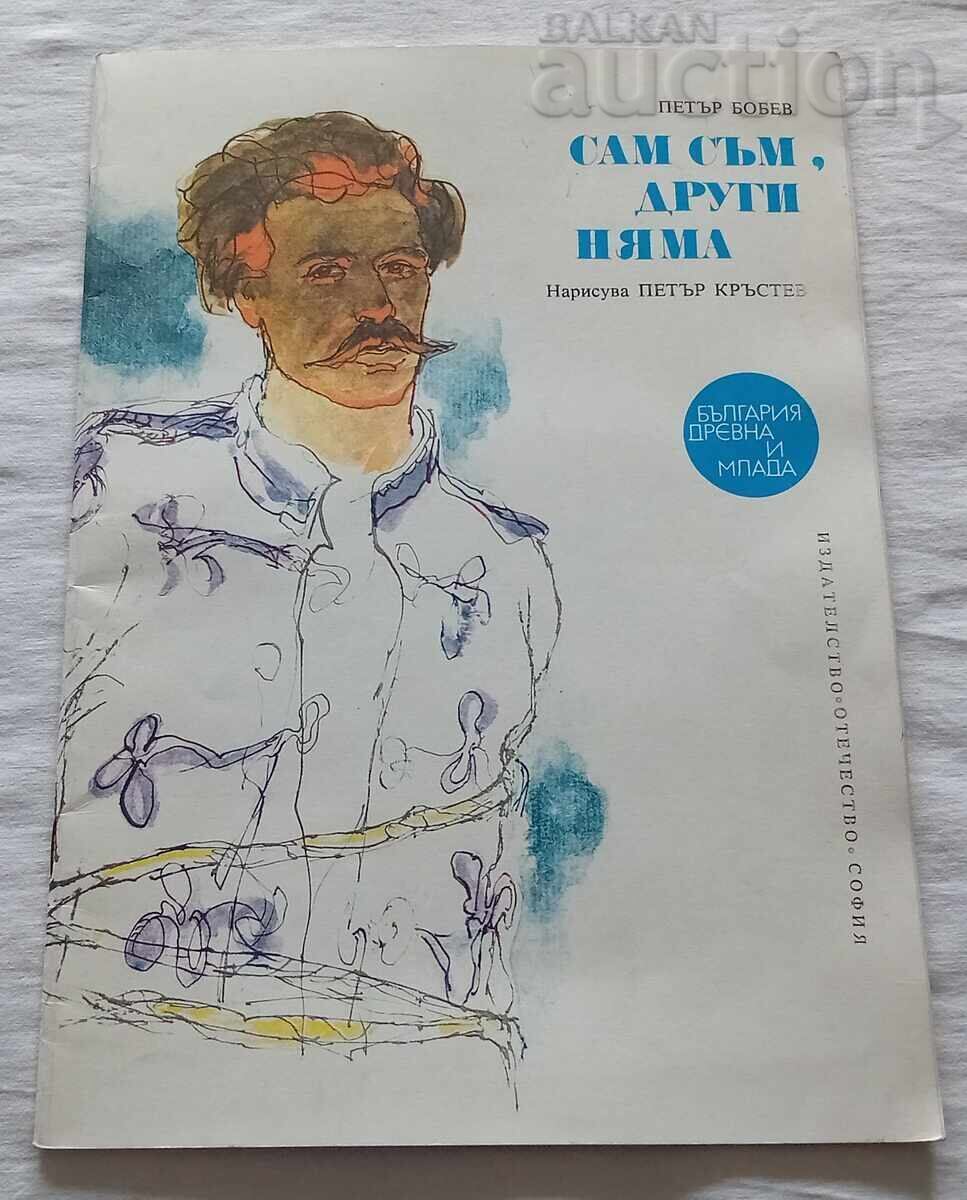 BALKAN
auction
ПЕТЪР БОБЕВ
САМ СЪМ,
ДРУГИ
НЯМА
Нарисува ПЕТЪР КРЪСТЕВ
БЪЛГАРИЯ
ДРЕВНА
И
МЛАДА
ИЗДАТЕЛСТВО • ОТЕЧЕСТВО • СОФИЯ